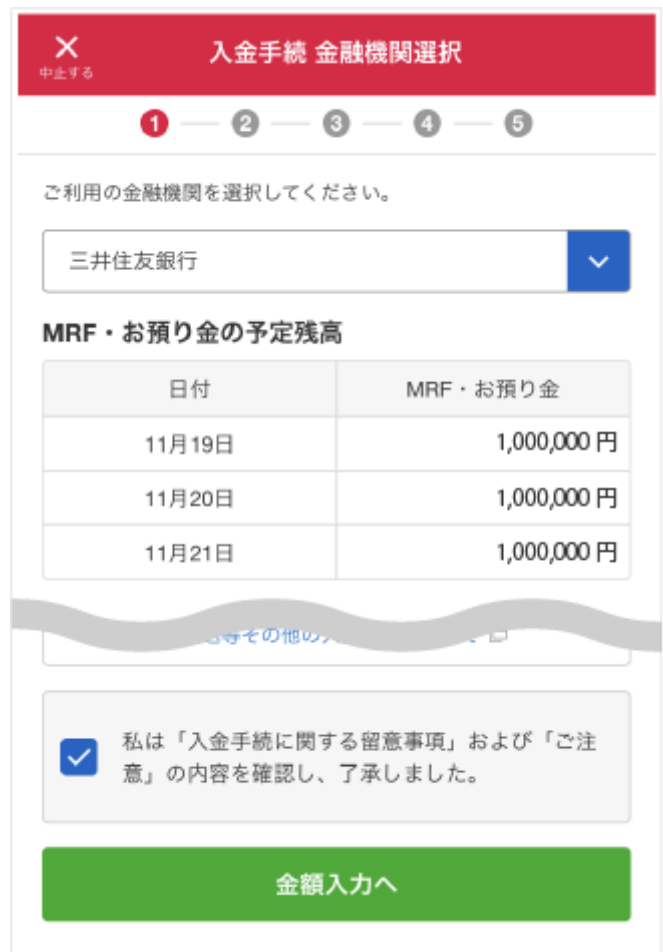 入金手続 金融機関選択
中止する
1 2 3 4 5
ご利用の金融機関を選択してください。
三井住友銀行
MRF・お預り金の予定残高
日付 MRF・お預り金
11月19日 1,000,000 円
11月20日 1,000,000 円
11月21日 1,000,000 円
等その他の
私は「入金手続に関する留意事項」および「ご注
意」の内容を確認し、了承しました。
金額入力へ